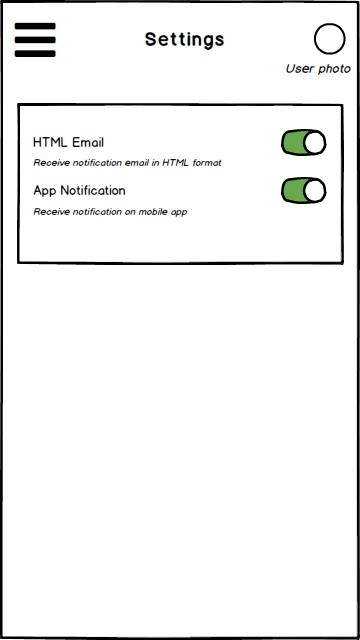 Settings
User photo
HTML Email
Receive notification email in HTML format
App Notification
Receive notification on mobile app